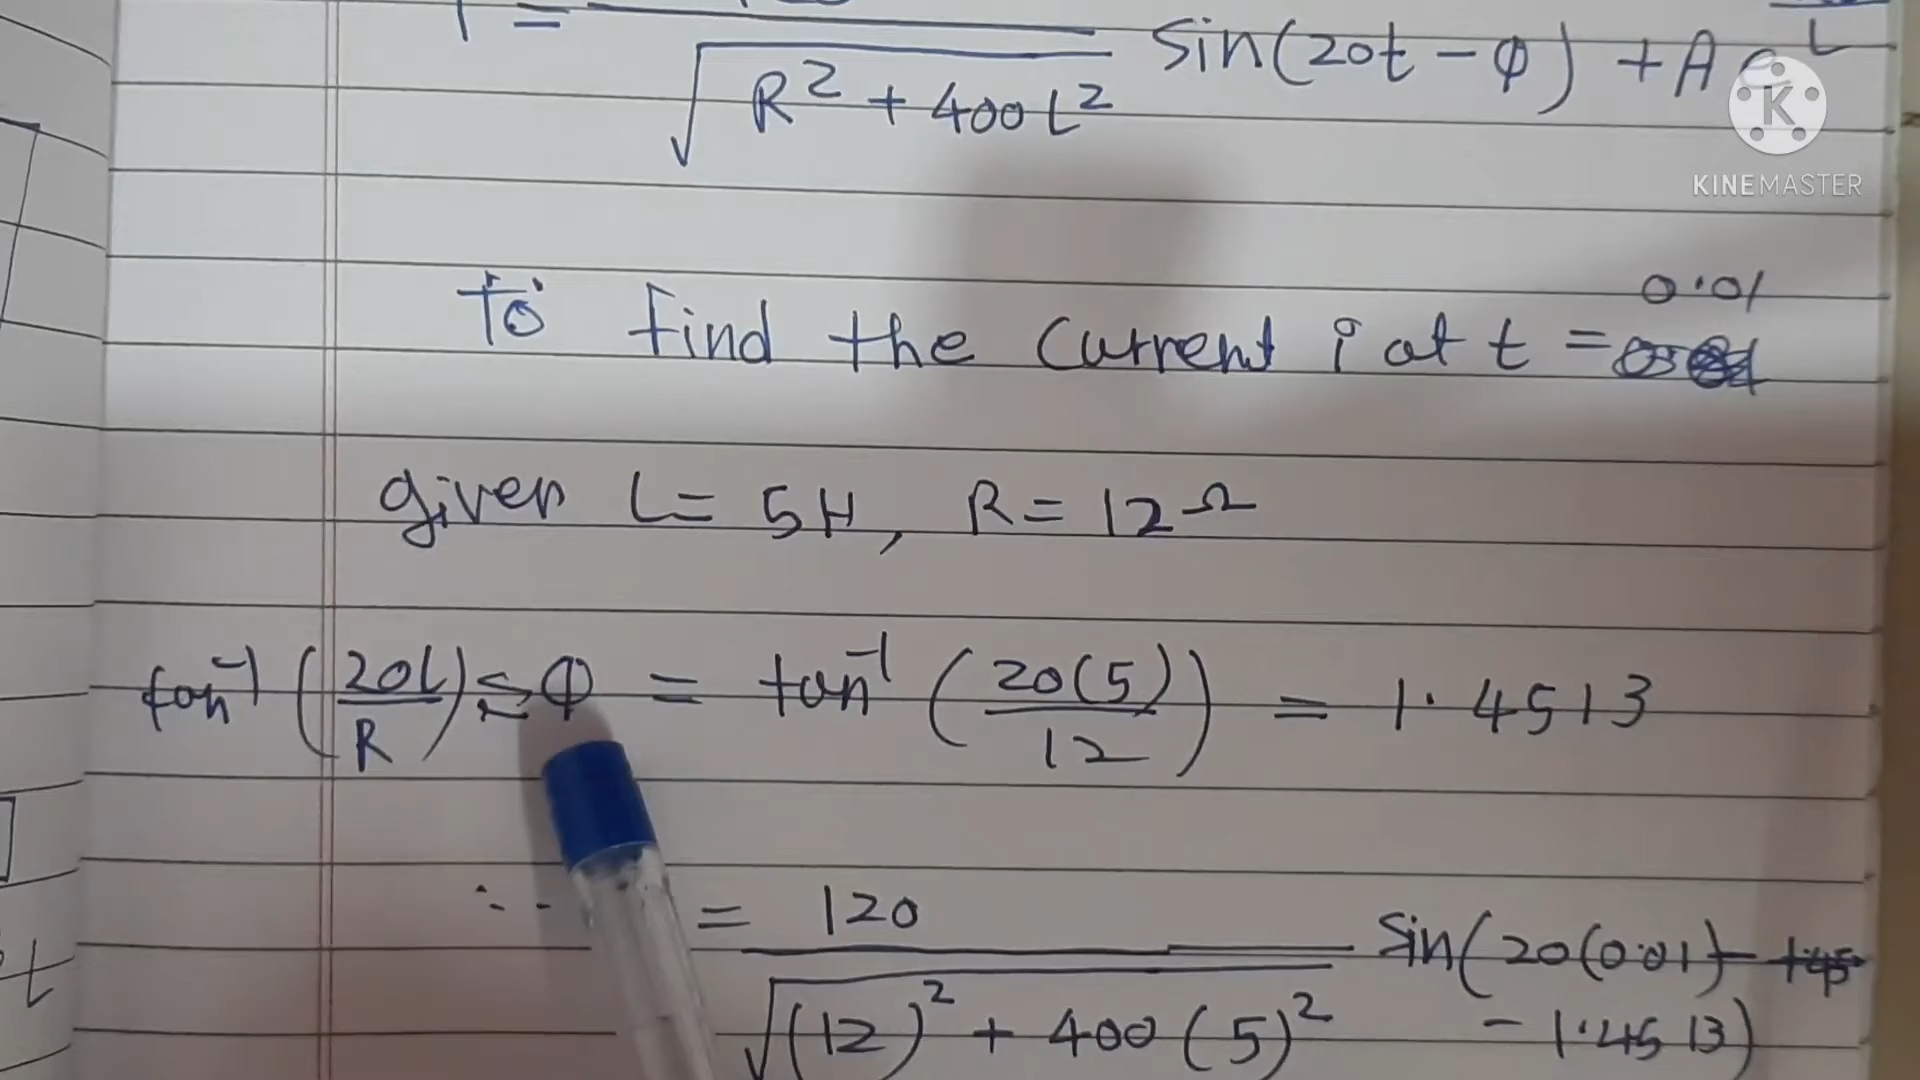 i = 120 / √(R² + 400L²) sin(20t - φ) + A e L
KINEMASTER
To find the current i at t = 0.01
given L = 5H, R = 12Ω
tan⁻¹ (20L/R) = φ = tan⁻¹ (20(5)/12) = 1.4513
∴ = 120 / √((12)² + 400(5)²) sin(20(0.01) - 1.4513)
t